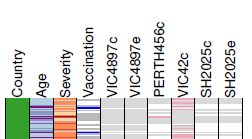 Country
Age
Severity
Vaccination
VIC4897c
VIC4897e
PERTH456c
VIC42c
SH2025c
SH2025e